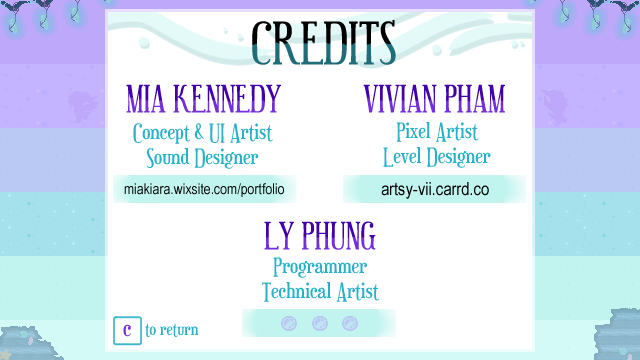 CREDITS
MIA KENNEDY
Concept & UI Artist
Sound Designer
miakiara.wixsite.com/portfolio
VIVIAN PHAM
Pixel Artist
Level Designer
artsy-vii.carrd.co
LY PHUNG
Programmer
Technical Artist
C to return